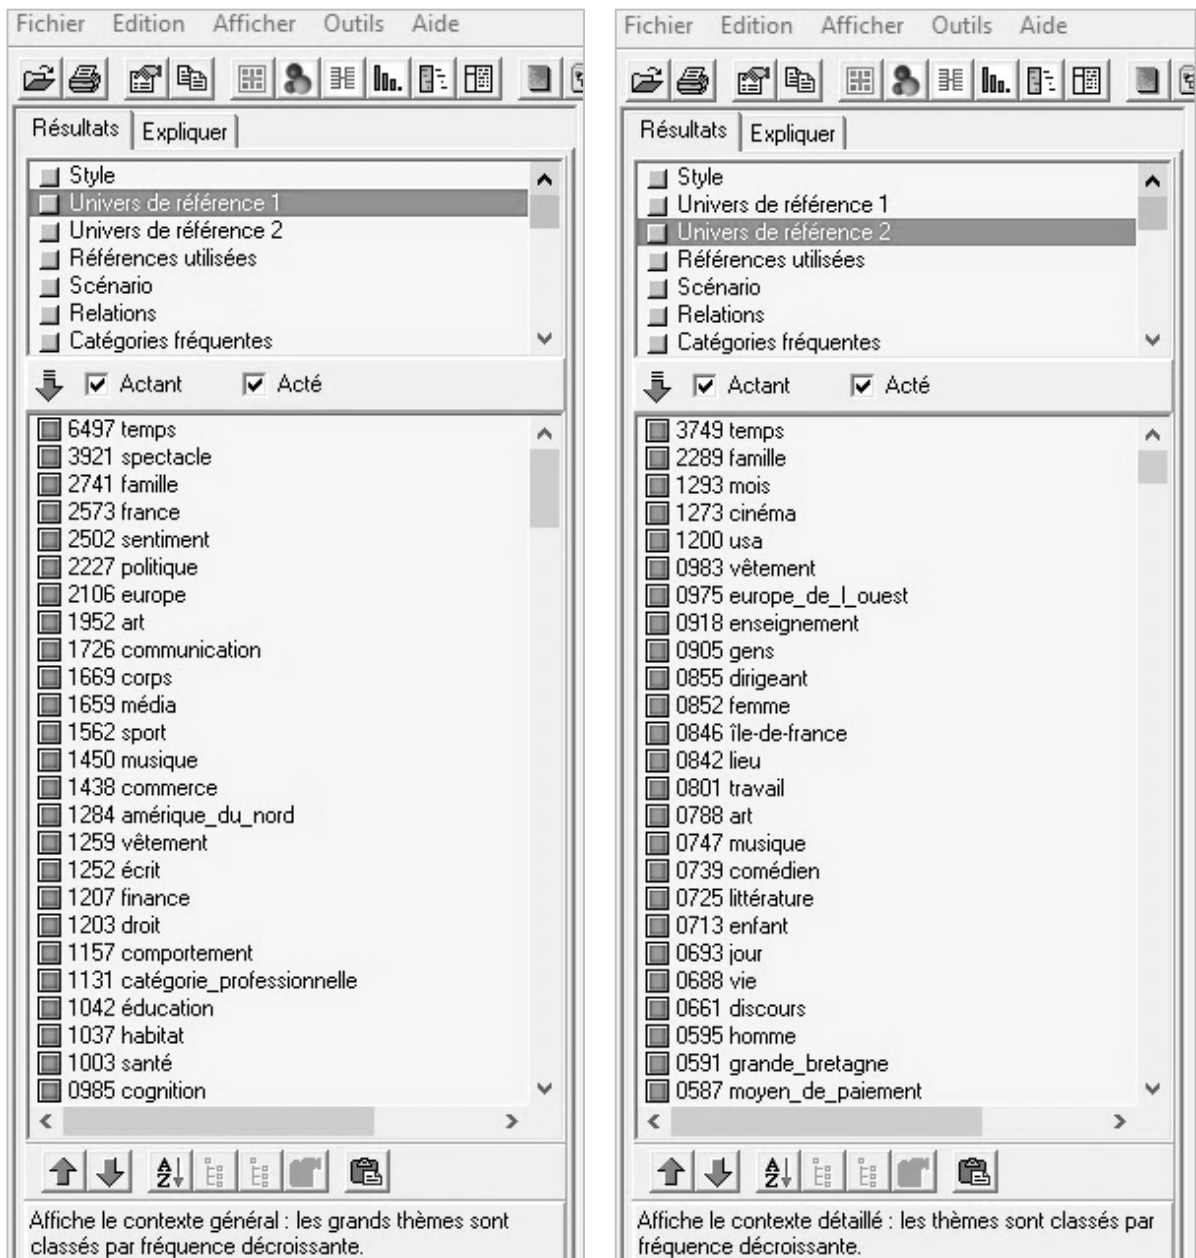 Fichier Edition Afficher Outils Aide
Résultats Expliquer
Style
Univers de référence 1
Univers de référence 2
Références utilisées
Scénario
Relations
Catégories fréquentes
Actant Acté
6497 temps
3921 spectacle
2741 famille
2573 france
2502 sentiment
2227 politique
2106 europe
1952 art
1726 communication
1669 corps
1659 média
1562 sport
1450 musique
1438 commerce
1284 amérique_du_nord
1259 vêtement
1252 écrit
1207 finance
1203 droit
1157 comportement
1131 catégorie_professionnelle
1042 éducation
1037 habitat
1003 santé
0985 cognition
Affiche le contexte général : les grands thèmes sont
classés par fréquence décroissante.
Fichier Edition Afficher Outils Aide
Résultats Expliquer
Style
Univers de référence 1
Univers de référence 2
Références utilisées
Scénario
Relations
Catégories fréquentes
Actant Acté
3749 temps
2289 famille
1293 mois
1273 cinéma
1200 usa
0983 vêtement
0975 europe_de_l_ouest
0918 enseignement
0905 gens
0855 dirigeant
0852 femme
0846 île-de-france
0842 lieu
0801 travail
0788 art
0747 musique
0739 comédien
0725 littérature
0713 enfant
0693 jour
0688 vie
0661 discours
0595 homme
0591 grande_bretagne
0587 moyen_de_paiement
Affiche le contexte détaillé : les thèmes sont classés par
fréquence décroissante.